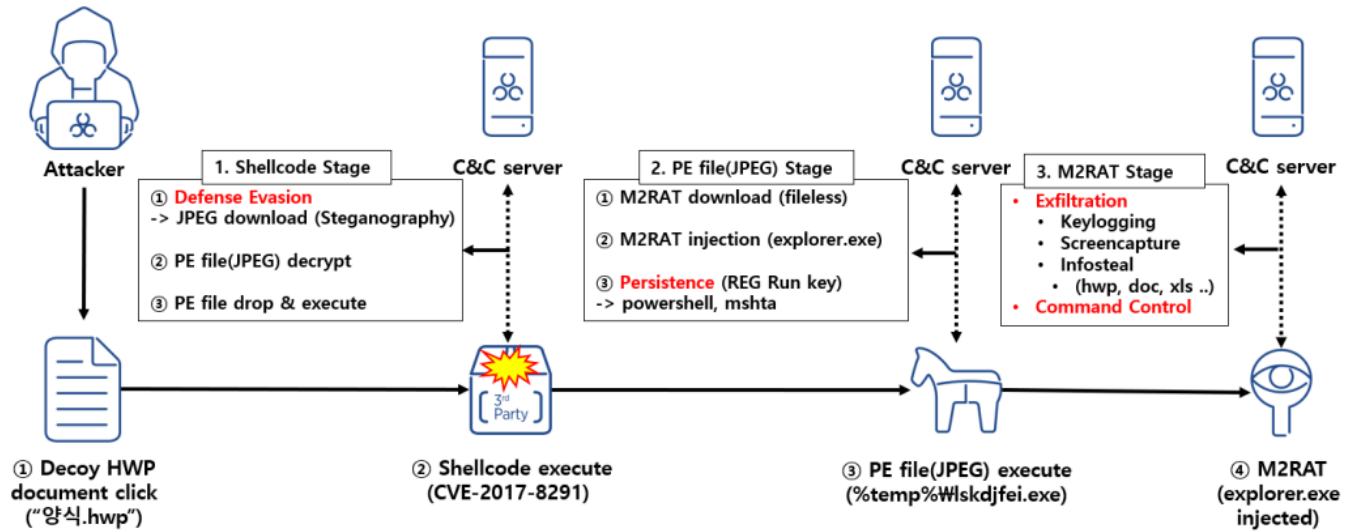 Attacker
C&C server
C&C server
C&C server
1. Shellcode Stage
① Defense Evasion
-> JPEG download (Steganography)
② PE file(JPEG) decrypt
③ PE file drop & execute
2. PE file(JPEG) Stage
① M2RAT download (fileless)
② M2RAT injection (explorer.exe)
③ Persistence (REG Run key)
-> powershell, mshta
3. M2RAT Stage
• Exfiltration
• Keylogging
• Screencapture
• Infosteal
• (hwp, doc, xls ..)
• Command Control
3rd
Party
① Decoy HWP
document click
("양식.hwp")
② Shellcode execute
(CVE-2017-8291)
③ PE file(JPEG) execute
(%temp%₩lskdjfei.exe)
④ M2RAT
(explorer.exe
injected)